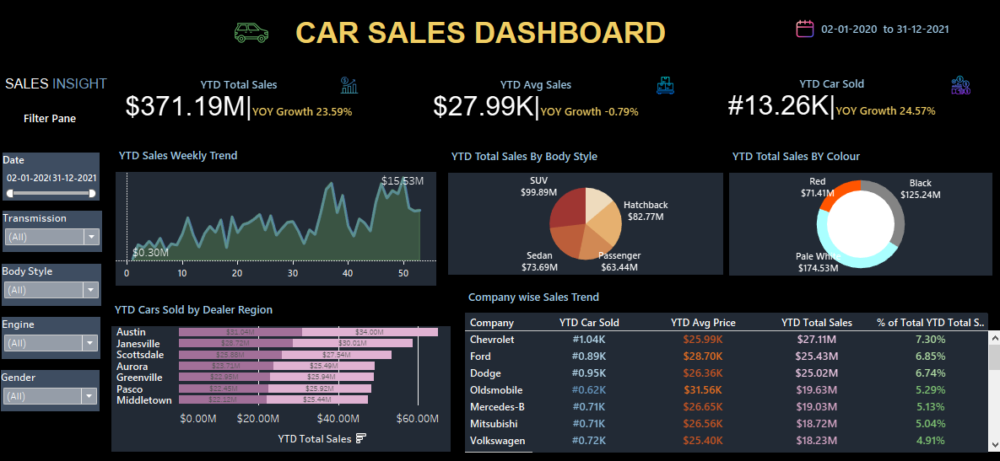 CAR SALES DASHBOARD
02-01-2020 to 31-12-2021
SALES INSIGHT
Filter Pane
YTD Total Sales
$371.19M|YOY Growth 23.59%
YTD Avg Sales
$27.99K|YOY Growth -0.79%
YTD Car Sold
#13.26K|YOY Growth 24.57%
Date
02-01-202(31-12-2021
Transmission
(All)
Body Style
(All)
Engine
(All)
Gender
(All)
YTD Sales Weekly Trend
$15.53M
$0.30M
0 10 20 30 40 50
YTD Total Sales By Body Style
SUV
$99.89M
Hatchback
$82.77M
Sedan
$73.69M
Passenger
$63.44M
YTD Total Sales BY Colour
Red
$71.41M
Black
$125.24M
Pale White
$174.53M
YTD Cars Sold by Dealer Region
Austin $31.04M $34.00M
Janesville $28.72M $30.01M
Scottsdale $25.88M $27.54M
Aurora $23.71M $25.49M
Greenville $22.95M $25.94M
Pasco $22.45M $25.92M
Middletown $22.12M $25.44M
$0.00M $20.00M $40.00M $60.00M
YTD Total Sales
Company wise Sales Trend
Company YTD Car Sold YTD Avg Price YTD Total Sales % of Total YTD Total S..
Chevrolet #1.04K $25.99K $27.11M 7.30%
Ford #0.89K $28.70K $25.43M 6.85%
Dodge #0.95K $26.36K $25.02M 6.74%
Oldsmobile #0.62K $31.56K $19.63M 5.29%
Mercedes-B #0.71K $26.65K $19.03M 5.13%
Mitsubishi #0.71K $26.56K $18.72M 5.04%
Volkswagen #0.72K $25.40K $18.23M 4.91%